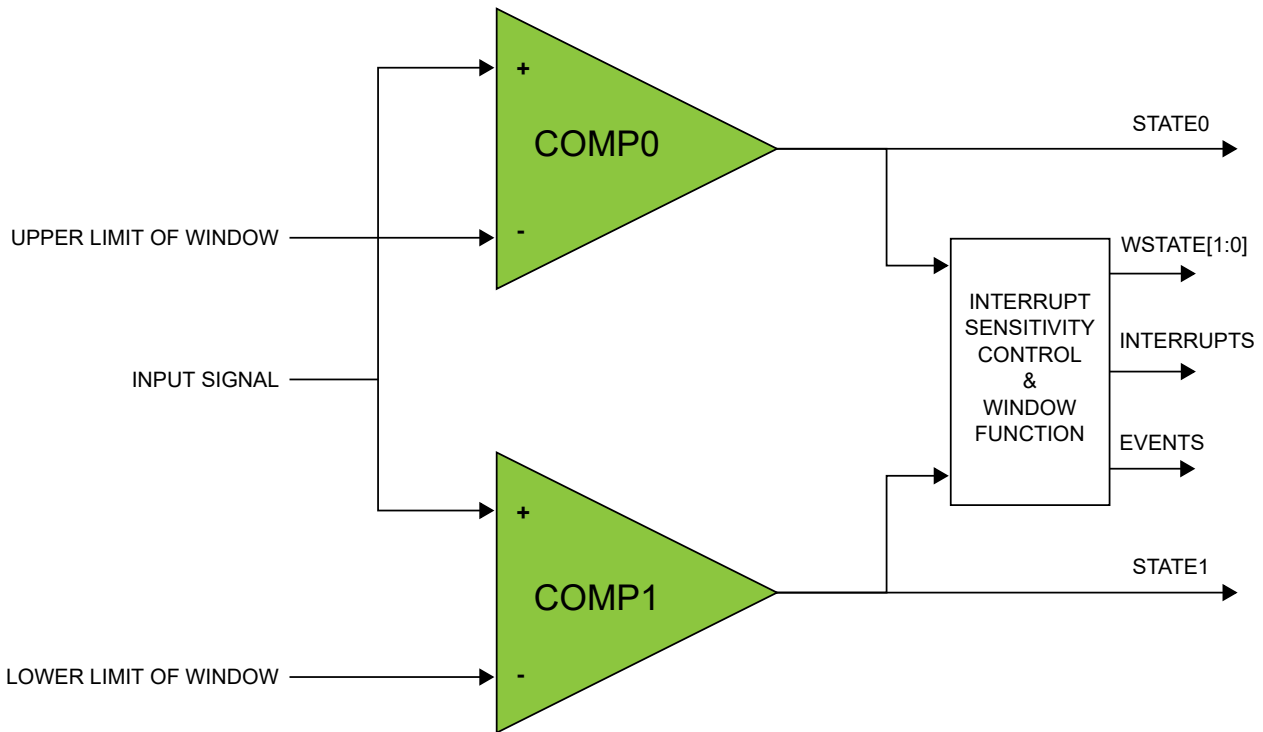 +
COMP0
-
STATE0
UPPER LIMIT OF WINDOW
WSTATE[1:0]
INTERRUPT
SENSITIVITY
CONTROL
&
WINDOW
FUNCTION
INTERRUPTS
INPUT SIGNAL
EVENTS
+
COMP1
-
STATE1
LOWER LIMIT OF WINDOW